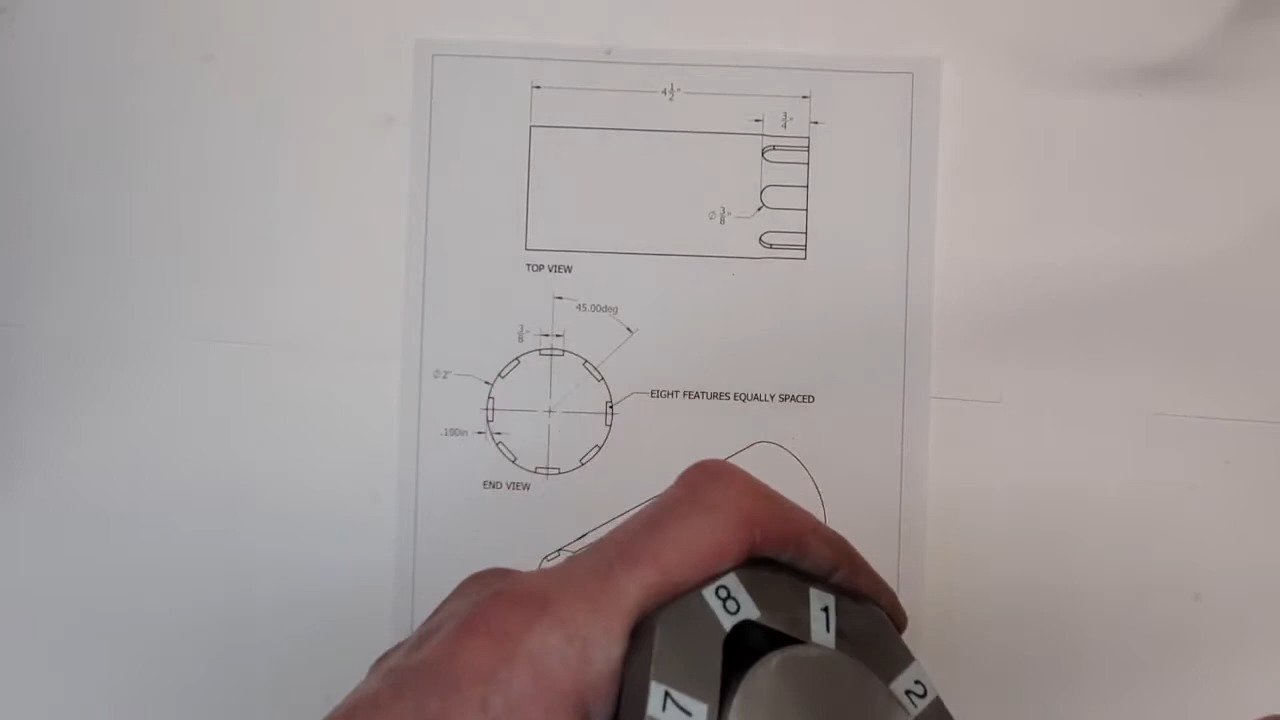 4 1/2"
3/4"
∅ 3/8"
TOP VIEW
45.00deg
3/8"
∅2"
EIGHT FEATURES EQUALLY SPACED
.100in
END VIEW
8
1
7
2